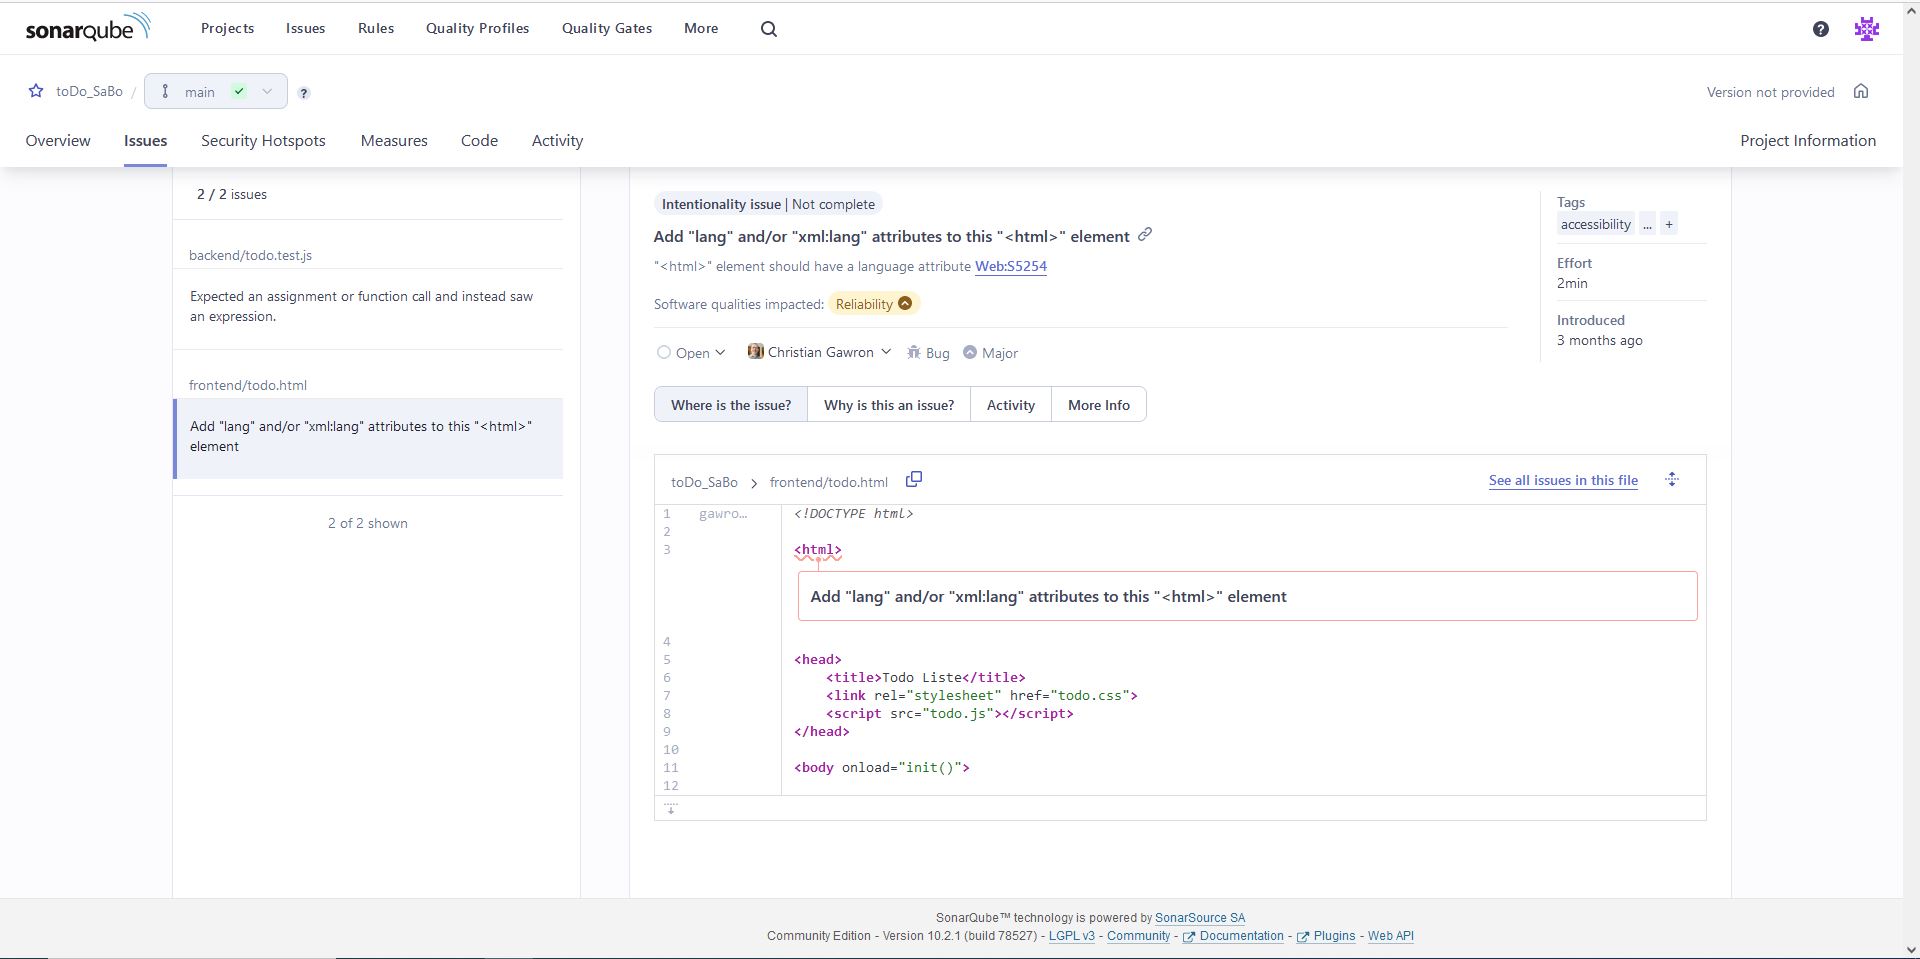 sonarqube Projects Issues Rules Quality Profiles Quality Gates More
toDo_SaBo / main Version not provided
Overview Issues Security Hotspots Measures Code Activity Project Information
2 / 2 issues
backend/todo.test.js
Expected an assignment or function call and instead saw
an expression.
frontend/todo.html
Add "lang" and/or "xml:lang" attributes to this "<html>"
element
2 of 2 shown
Intentionality issue | Not complete
Add "lang" and/or "xml:lang" attributes to this "<html>" element
"<html>" element should have a language attribute Web:S5254
Software qualities impacted: Reliability
Open Christian Gawron Bug Major
Tags
accessibility ... +
Effort
2min
Introduced
3 months ago
Where is the issue? Why is this an issue? Activity More Info
toDo_SaBo > frontend/todo.html See all issues in this file
1 gawro... <!DOCTYPE html>
2
3 <html>
Add "lang" and/or "xml:lang" attributes to this "<html>" element
4
5 <head>
6 <title>Todo Liste</title>
7 <link rel="stylesheet" href="todo.css">
8 <script src="todo.js"></script>
9 </head>
10
11 <body onload="init()">
12
SonarQube™ technology is powered by SonarSource SA
Community Edition - Version 10.2.1 (build 78527) - LGPL v3 - Community - Documentation - Plugins - Web API